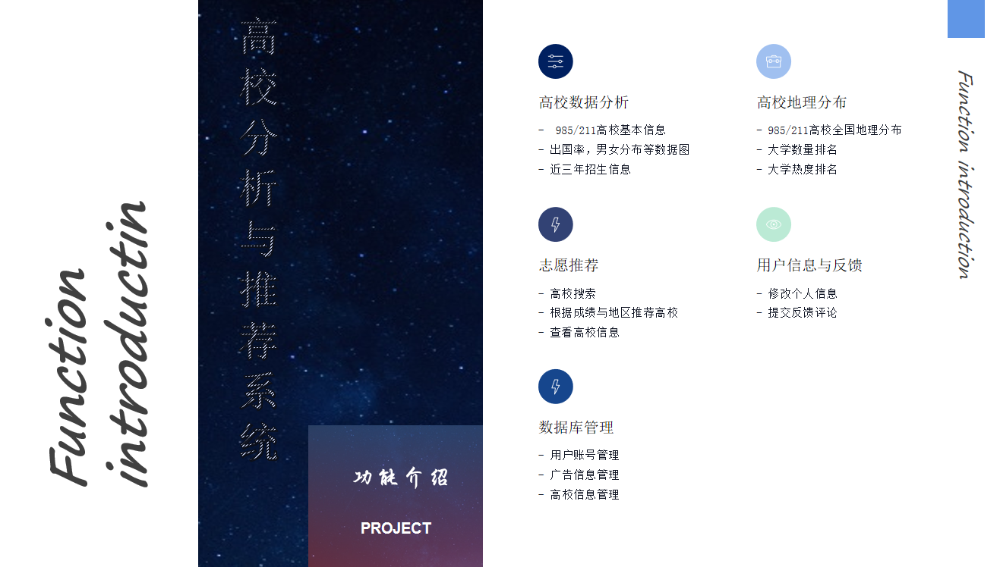 Function
introductin
高校分析与推荐系统
功能介绍
PROJECT
高校数据分析
- 985/211高校基本信息
- 出国率，男女分布等数据图
- 近三年招生信息
高校地理分布
- 985/211高校全国地理分布
- 大学数量排名
- 大学热度排名
志愿推荐
- 高校搜索
- 根据成绩与地区推荐高校
- 查看高校信息
用户信息与反馈
- 修改个人信息
- 提交反馈评论
数据库管理
- 用户账号管理
- 广告信息管理
- 高校信息管理
Function introduction